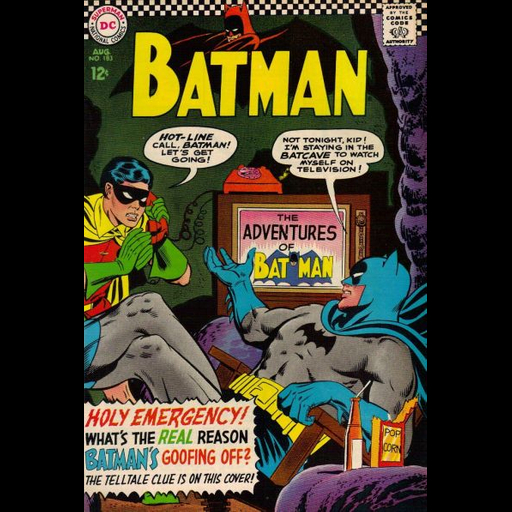 SUPERMAN
DC
NATIONAL COMICS
AUG.
NO. 183
12¢
APPROVED
BY THE
COMICS
CODE
AUTHORITY
BATMAN
HOT-LINE
CALL, BATMAN!
LET'S GET
GOING!
NOT TONIGHT, KID!
I'M STAYING IN THE
BATCAVE TO WATCH
MYSELF ON
TELEVISION!
THE
ADVENTURES
OF
BATMAN
POP
CORN
HOLY EMERGENCY!
WHAT'S THE REAL REASON
BATMAN'S GOOFING OFF?
THE TELLTALE CLUE IS ON THIS COVER!